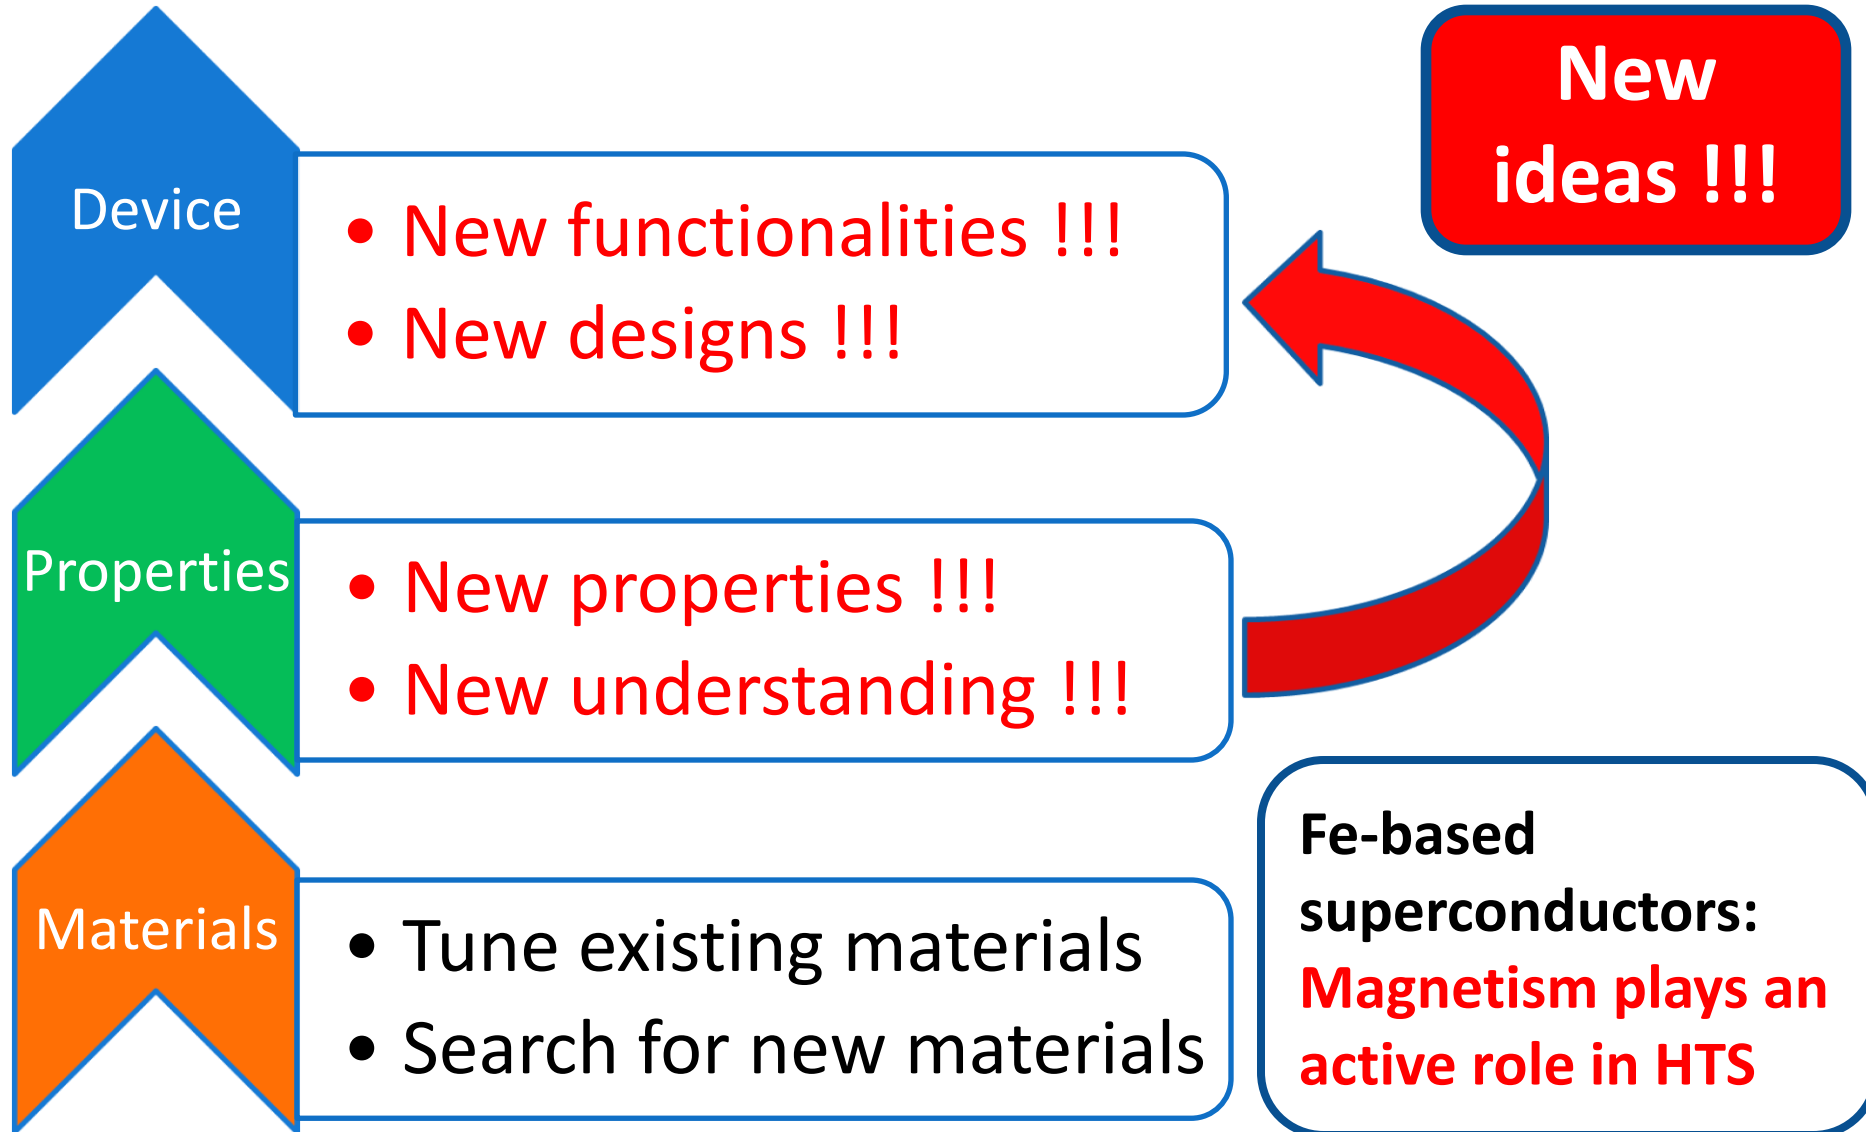 New
ideas !!!
Device
• New functionalities !!!
• New designs !!!
Properties
• New properties !!!
• New understanding !!!
Materials
• Tune existing materials
• Search for new materials
Fe-based
superconductors:
Magnetism plays an
active role in HTS